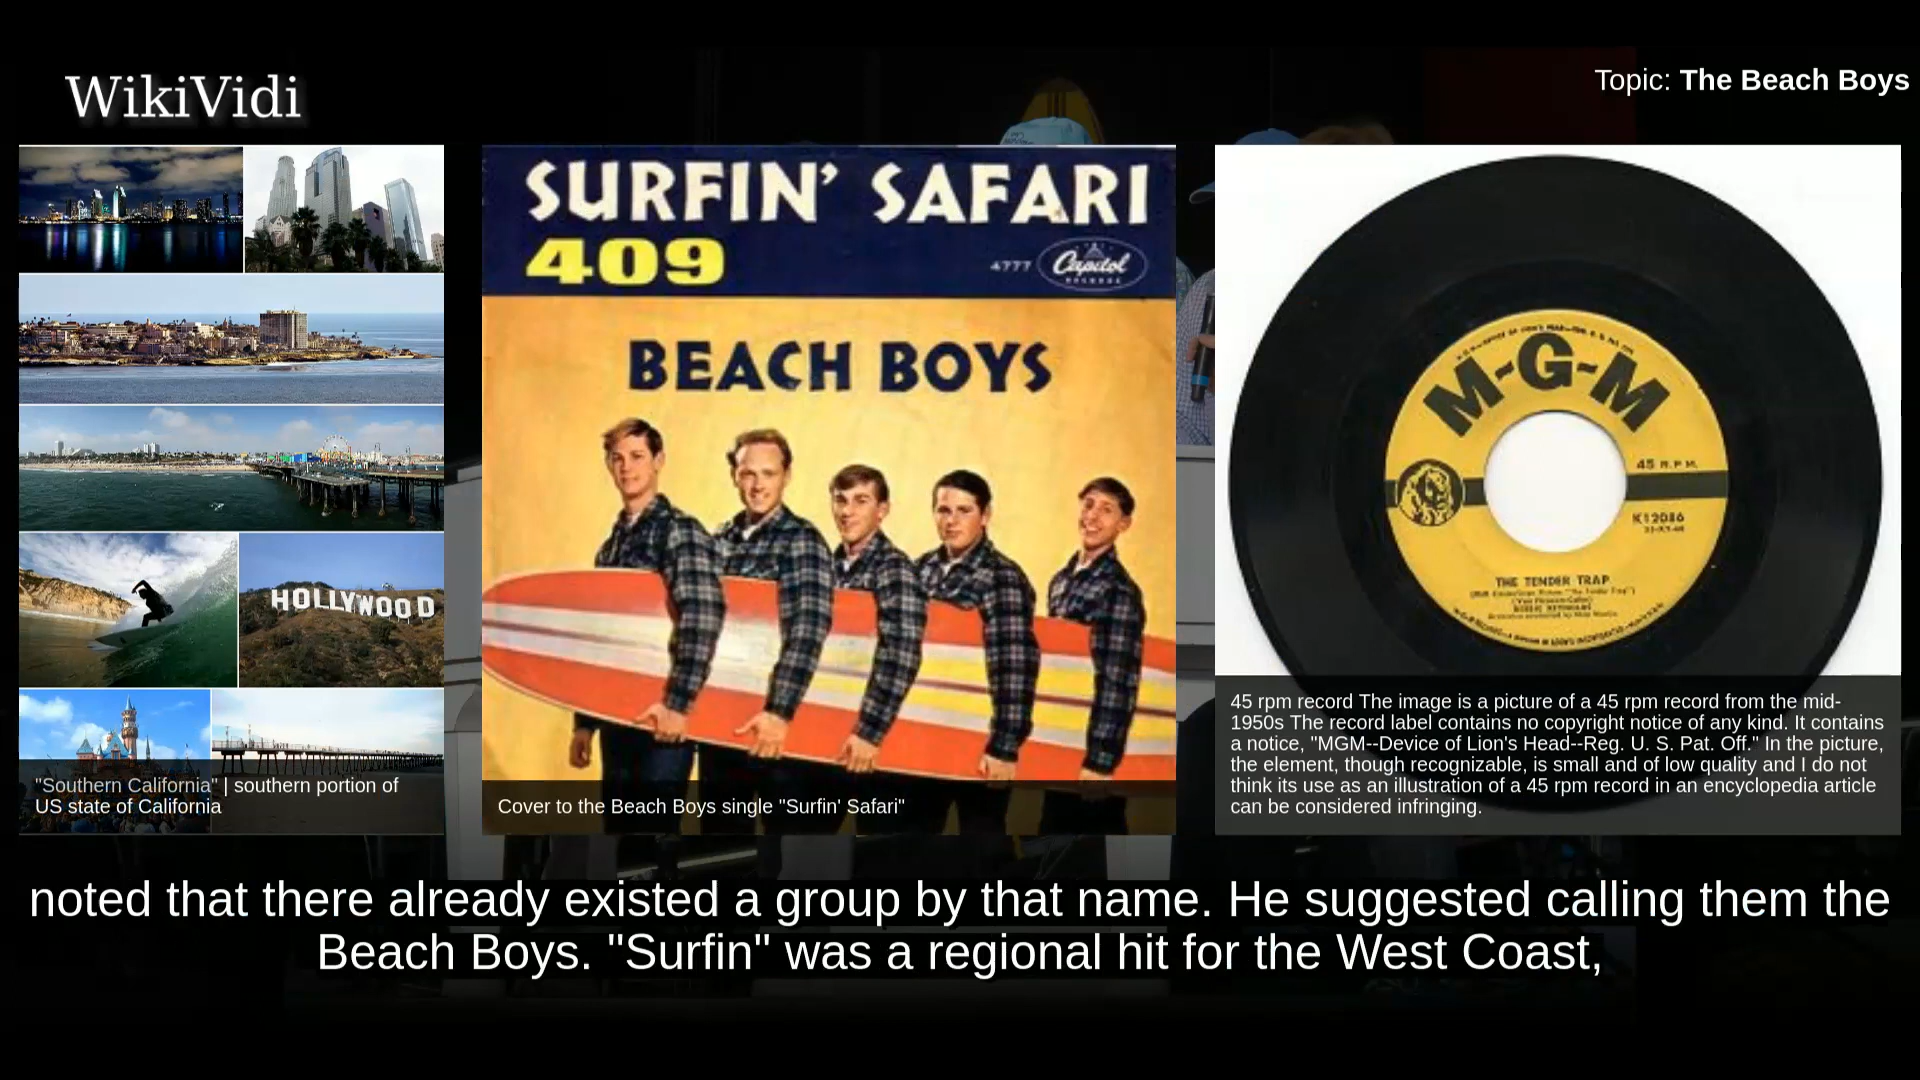 WikiVidi
Topic: The Beach Boys
HOLLYWOOD
"Southern California" | southern portion of
US state of California
SURFIN' SAFARI
409
4777 Capitol
RECORDS
BEACH BOYS
Cover to the Beach Boys single "Surfin' Safari"
M-G-M
45 R.P.M.
K12086
THE TENDER TRAP
DEBBIE REYNOLDS
45 rpm record The image is a picture of a 45 rpm record from the mid-
1950s The record label contains no copyright notice of any kind. It contains
a notice, "MGM--Device of Lion's Head--Reg. U. S. Pat. Off." In the picture,
the element, though recognizable, is small and of low quality and I do not
think its use as an illustration of a 45 rpm record in an encyclopedia article
can be considered infringing.
noted that there already existed a group by that name. He suggested calling them the
Beach Boys. "Surfin" was a regional hit for the West Coast,